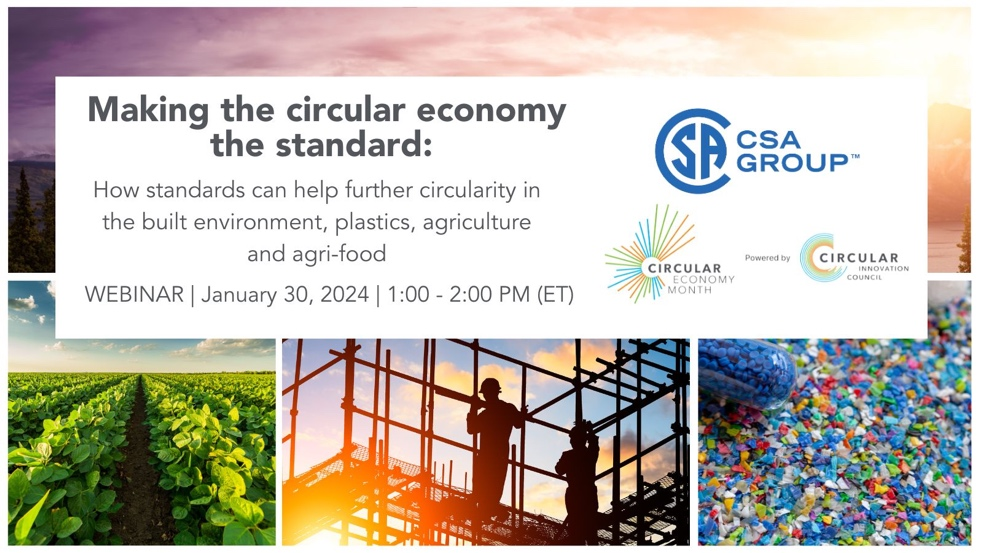 Making the circular economy
the standard:
How standards can help further circularity in
the built environment, plastics, agriculture
and agri-food
WEBINAR | January 30, 2024 | 1:00 - 2:00 PM (ET)
CSA
GROUP™
CIRCULAR
ECONOMY
MONTH
Powered by
CIRCULAR
INNOVATION
COUNCIL